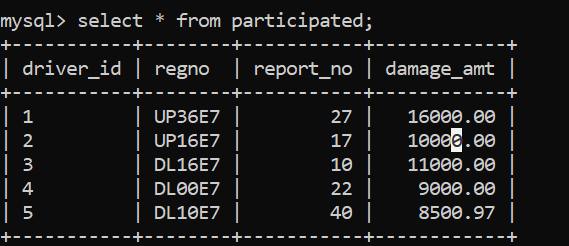 mysql> select * from participated;
+-----------+--------+-----------+------------+
| driver_id | regno  | report_no | damage_amt |
+-----------+--------+-----------+------------+
| 1         | UP36E7 |        27 |   16000.00 |
| 2         | UP16E7 |        17 |   10000.00 |
| 3         | DL16E7 |        10 |   11000.00 |
| 4         | DL00E7 |        22 |    9000.00 |
| 5         | DL10E7 |        40 |    8500.97 |
+-----------+--------+-----------+------------+